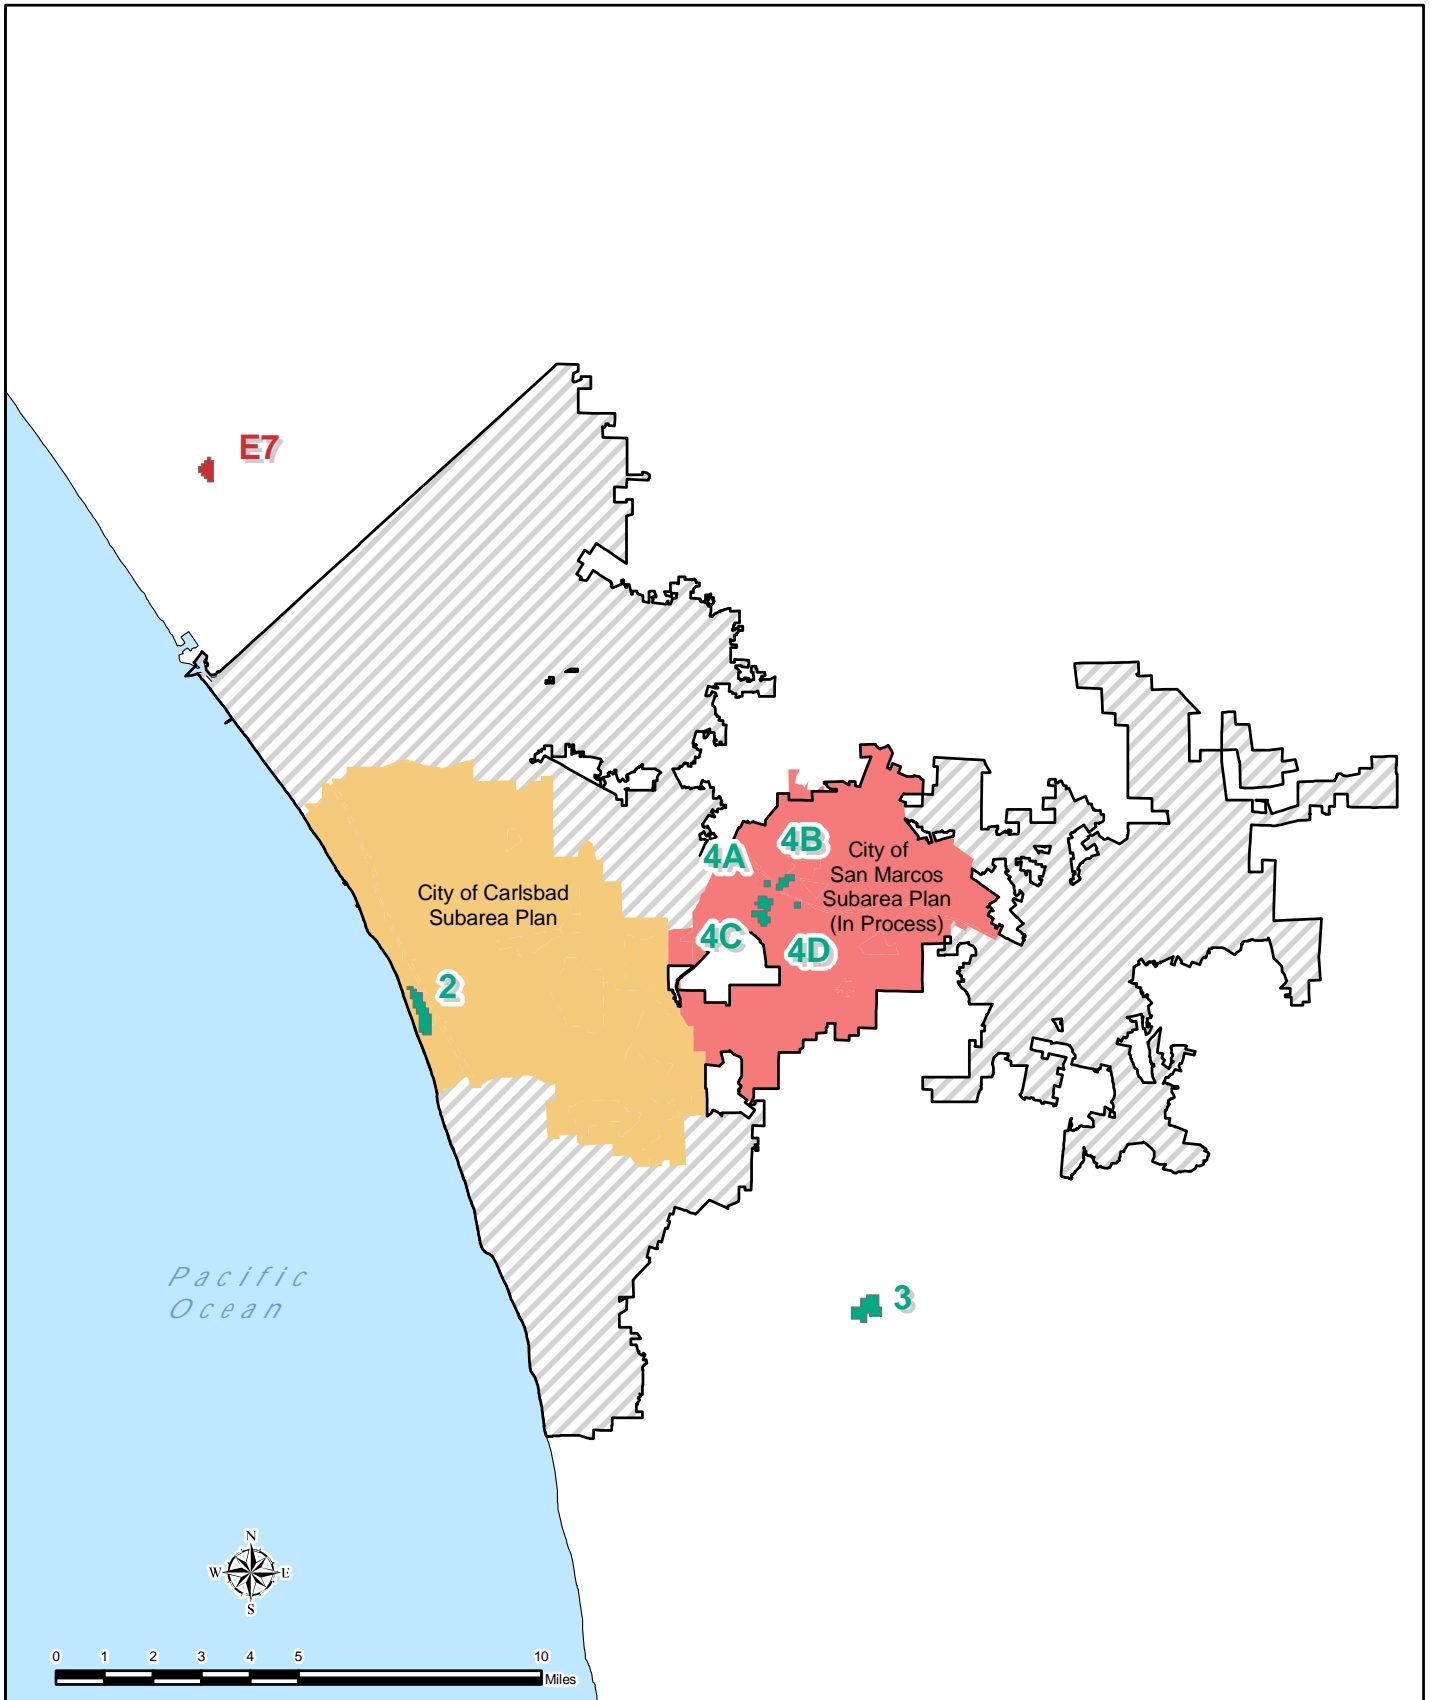 E7
4A
4B
City of
San Marcos
Subarea Plan
(In Process)
City of Carlsbad
Subarea Plan
4C
4D
2
Pacific
Ocean
3
N
W
E
S
0 1 2 3 4 5 10
Miles